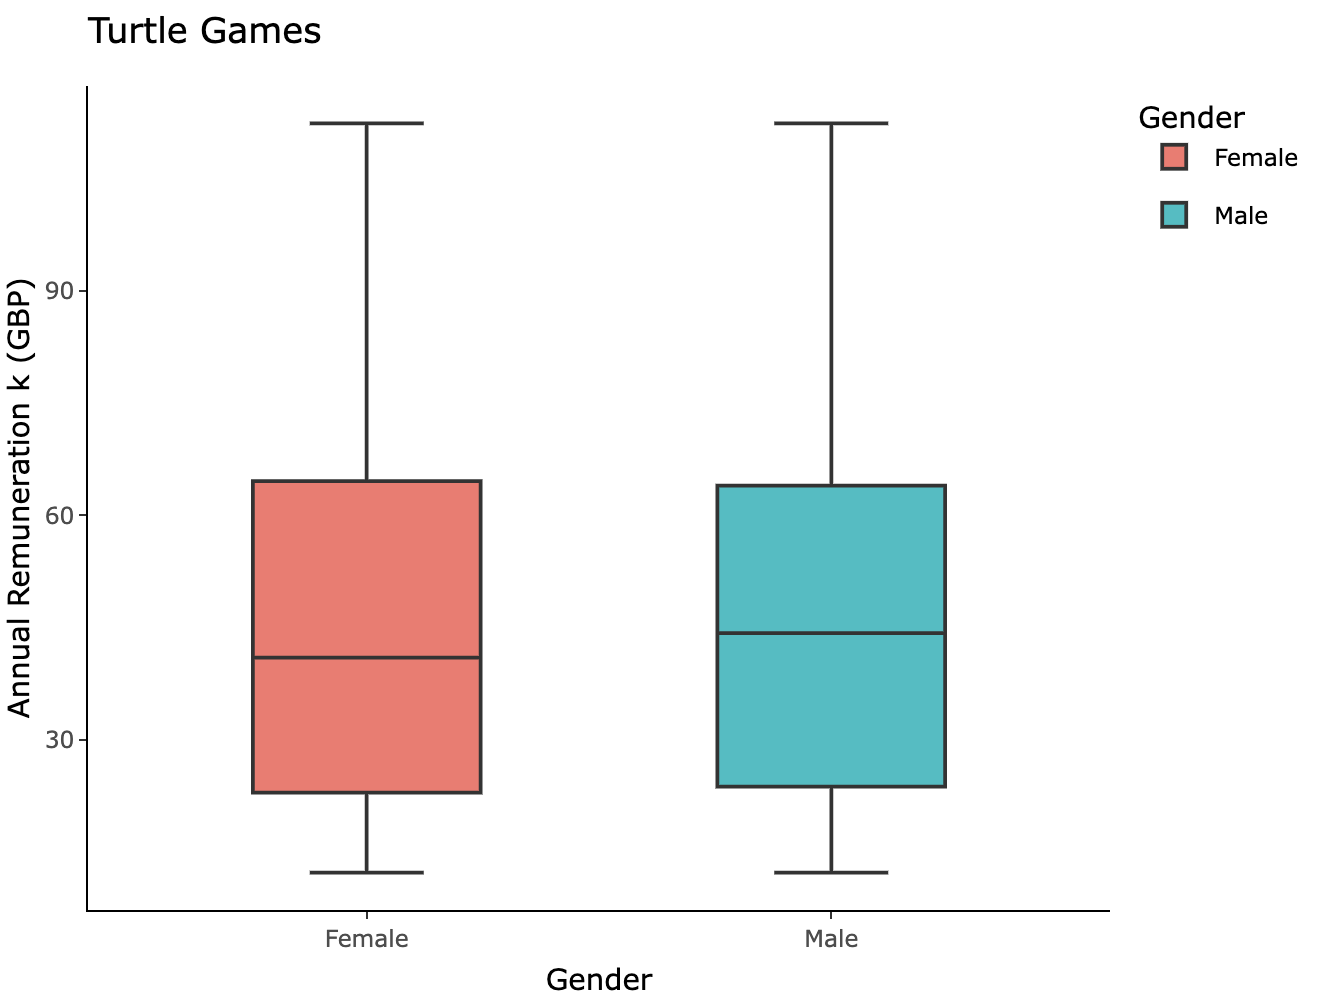 Turtle Games
Annual Remuneration k (GBP)
90
60
30
Female
Male
Gender
Gender
Female
Male